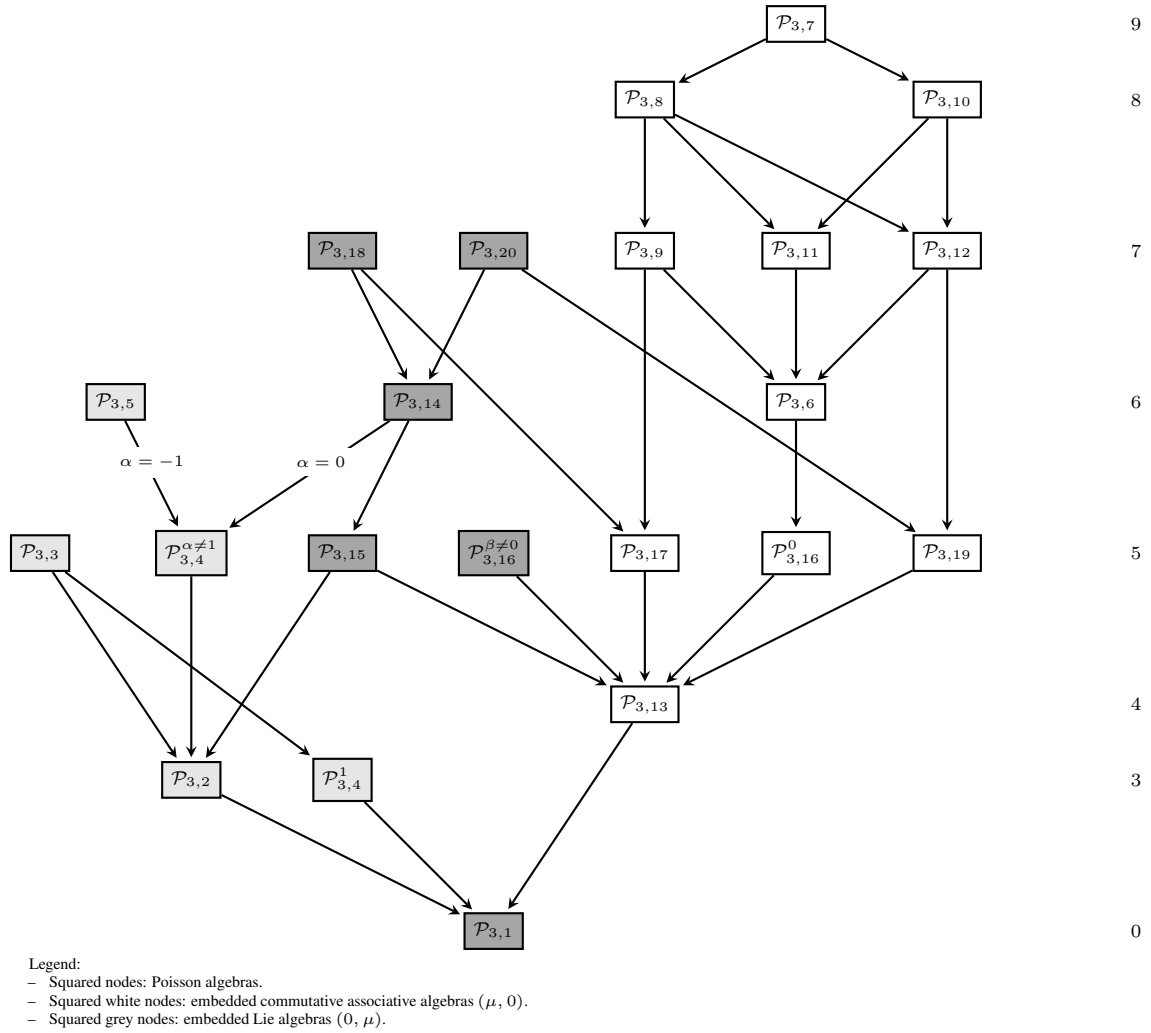 𝒫₃,₇ 9
𝒫₃,₈ 𝒫₃,₁₀ 8
𝒫₃,₁₈ 𝒫₃,₂₀ 𝒫₃,₉ 𝒫₃,₁₁ 𝒫₃,₁₂ 7
𝒫₃,₅ 𝒫₃,₁₄ 𝒫₃,₆ 6
α = −1 α = 0
𝒫₃,₃ 𝒫₃,₄^{α≠1} 𝒫₃,₁₅ 𝒫₃,₁₆^{β≠0} 𝒫₃,₁₇ 𝒫₃,₁₆^{0} 𝒫₃,₁₉ 5
𝒫₃,₁₃ 4
𝒫₃,₂ 𝒫₃,₄^{1} 3
𝒫₃,₁ 0
Legend:
– Squared nodes: Poisson algebras.
– Squared white nodes: embedded commutative associative algebras (μ, 0).
– Squared grey nodes: embedded Lie algebras (0, μ).